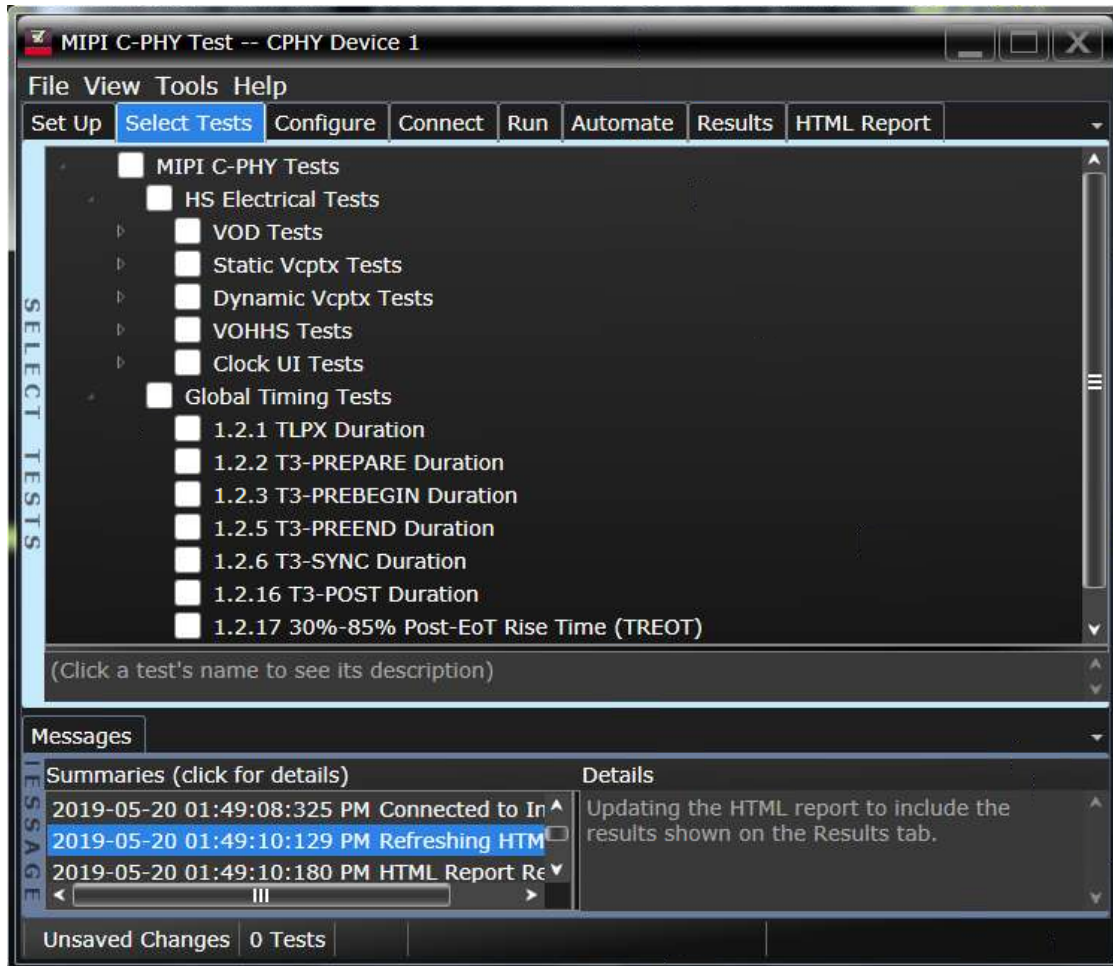 MIPI C-PHY Test -- CPHY Device 1
File View Tools Help
Set Up Select Tests Configure Connect Run Automate Results HTML Report
SELECT TESTS
MIPI C-PHY Tests
HS Electrical Tests
VOD Tests
Static Vcptx Tests
Dynamic Vcptx Tests
VOHHS Tests
Clock UI Tests
Global Timing Tests
1.2.1 TLPX Duration
1.2.2 T3-PREPARE Duration
1.2.3 T3-PREBEGIN Duration
1.2.5 T3-PREEND Duration
1.2.6 T3-SYNC Duration
1.2.16 T3-POST Duration
1.2.17 30%-85% Post-EoT Rise Time (TREOT)
(Click a test's name to see its description)
Messages
Summaries (click for details) Details
2019-05-20 01:49:08:325 PM Connected to In
2019-05-20 01:49:10:129 PM Refreshing HTM
2019-05-20 01:49:10:180 PM HTML Report Re
Updating the HTML report to include the
results shown on the Results tab.
Unsaved Changes 0 Tests